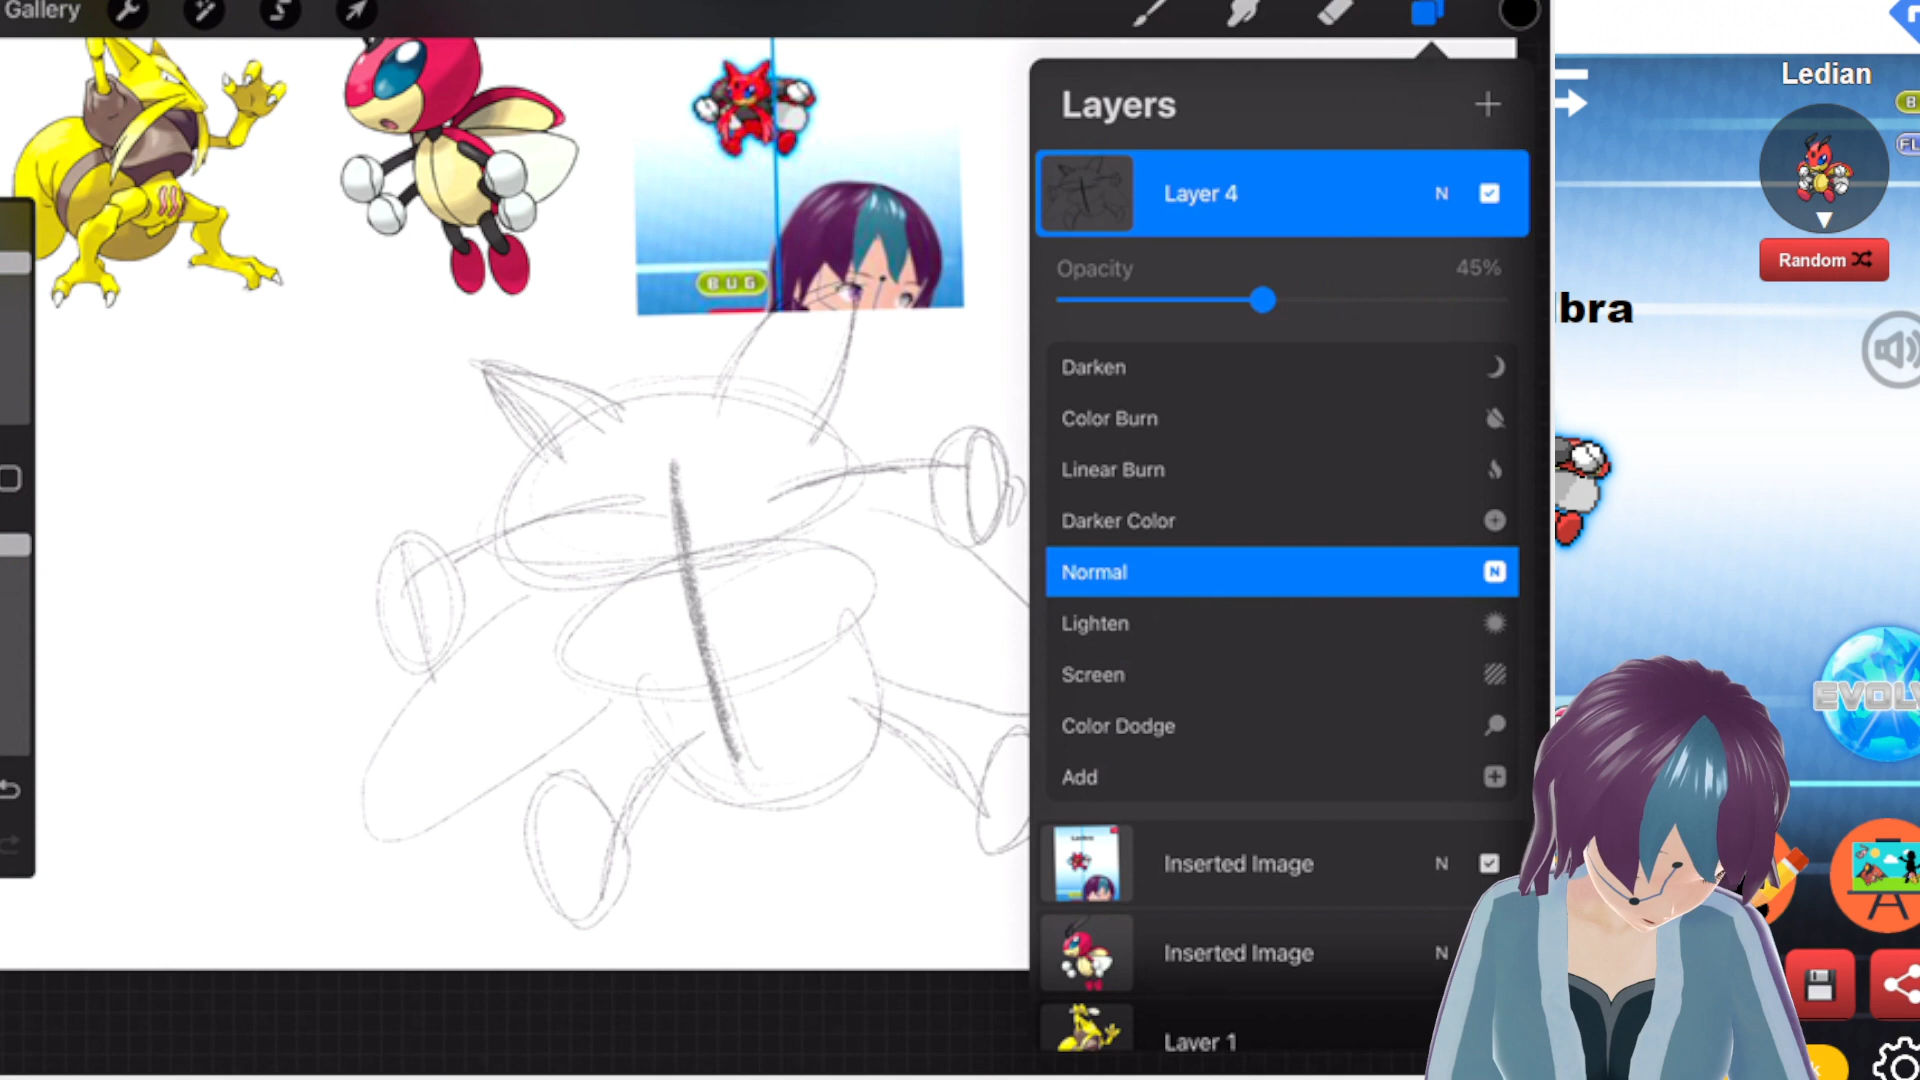 Gallery
Layers
Layer 4 N
Opacity 45%
Darken
Color Burn
Linear Burn
Darker Color
Normal N
Lighten
Screen
Color Dodge
Add
Inserted Image N
Inserted Image N
Layer 1
BUG
Ledian
B
FL
Random
bra
EVOL